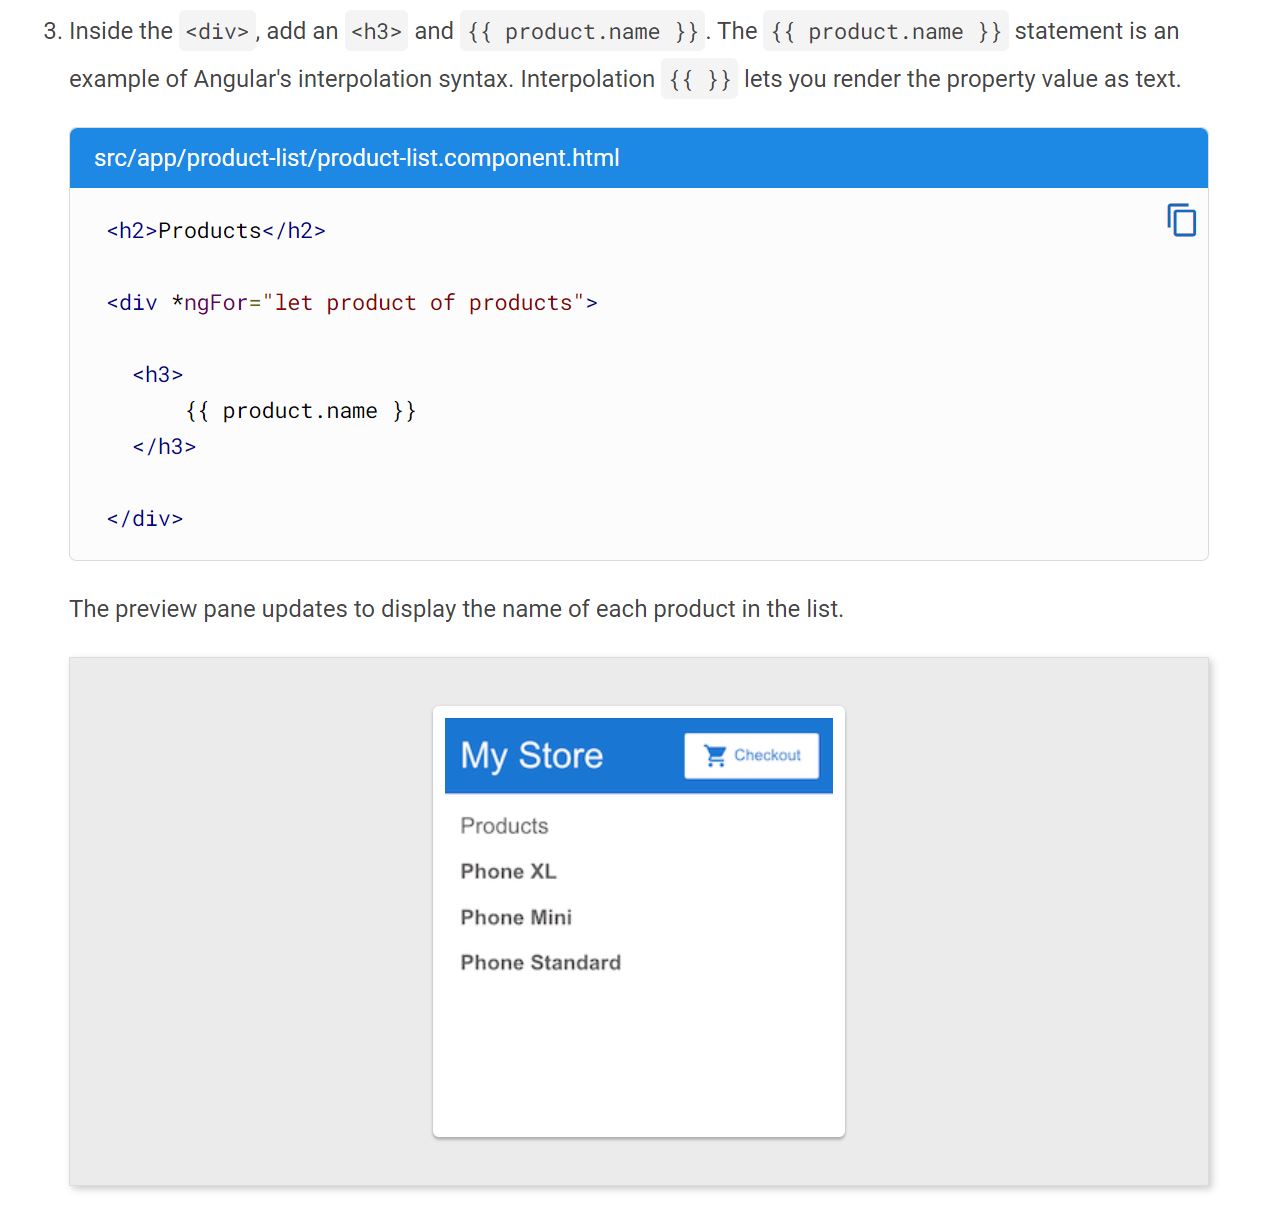 3. Inside the <div>, add an <h3> and {{ product.name }}. The {{ product.name }} statement is an
example of Angular's interpolation syntax. Interpolation {{ }} lets you render the property value as text.
src/app/product-list/product-list.component.html
<h2>Products</h2>
<div *ngFor="let product of products">
<h3>
{{ product.name }}
</h3>
</div>
The preview pane updates to display the name of each product in the list.
My Store
Checkout
Products
Phone XL
Phone Mini
Phone Standard